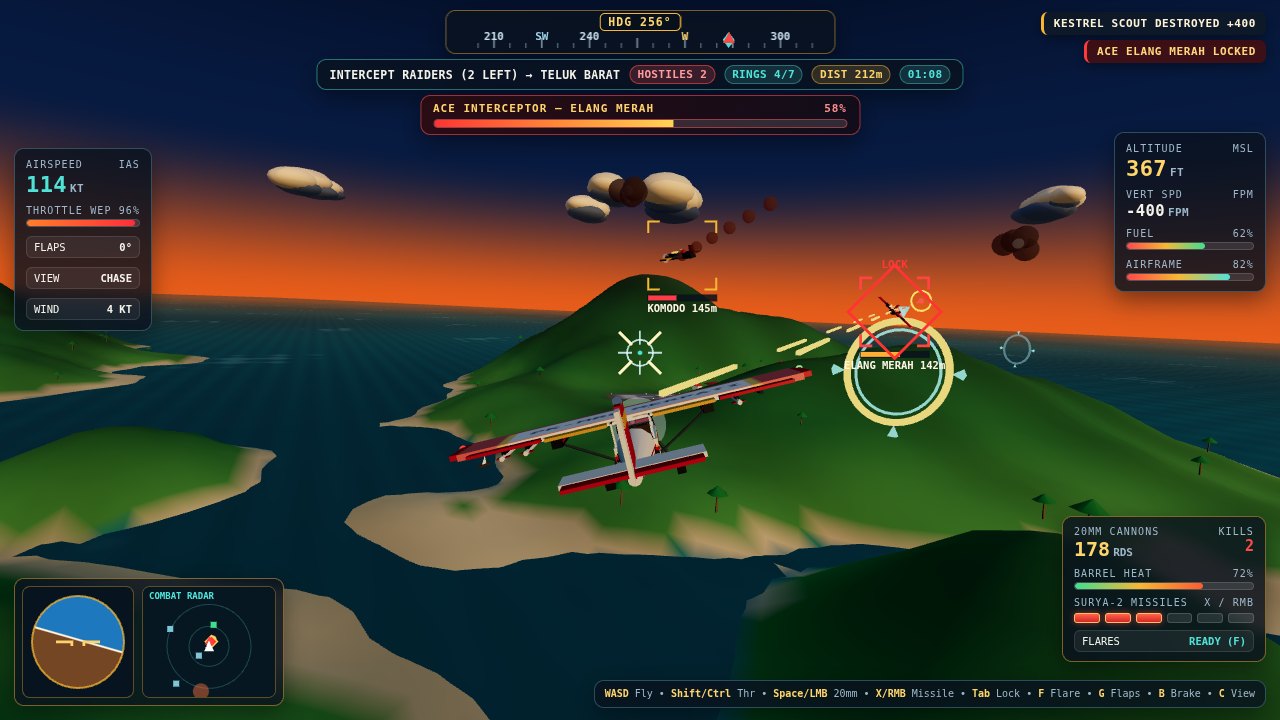 HDG 256°
210 SW 240 W 300
KESTREL SCOUT DESTROYED +400
ACE ELANG MERAH LOCKED
INTERCEPT RAIDERS (2 LEFT) → TELUK BARAT HOSTILES 2 RINGS 4/7 DIST 212m 01:08
ACE INTERCEPTOR — ELANG MERAH 58%
AIRSPEED IAS
114 KT
THROTTLE WEP 96%
FLAPS 0°
VIEW CHASE
WIND 4 KT
ALTITUDE MSL
367 FT
VERT SPD FPM
-400 FPM
FUEL 62%
AIRFRAME 82%
LOCK
KOMODO 145m
ELANG MERAH 142m
20MM CANNONS KILLS
178 RDS 2
BARREL HEAT 72%
SURYA-2 MISSILES X / RMB
FLARES READY (F)
COMBAT RADAR
WASD Fly • Shift/Ctrl Thr • Space/LMB 20mm • X/RMB Missile • Tab Lock • F Flare • G Flaps • B Brake • C View